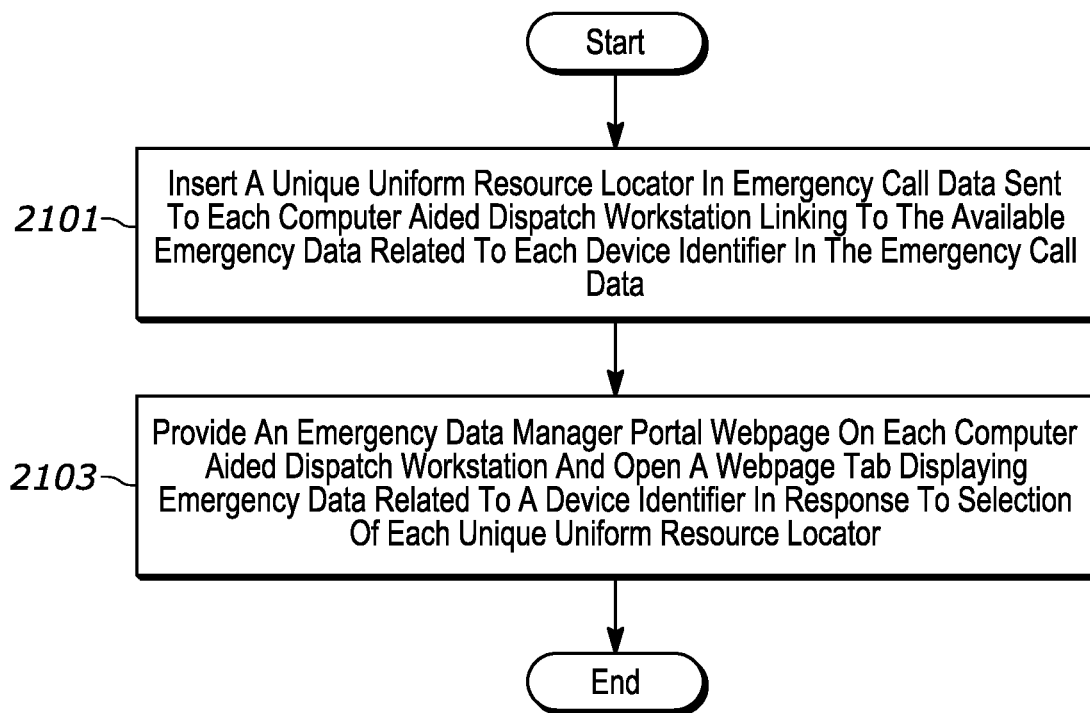 Start
2101
Insert A Unique Uniform Resource Locator In Emergency Call Data Sent
To Each Computer Aided Dispatch Workstation Linking To The Available
Emergency Data Related To Each Device Identifier In The Emergency Call
Data
2103
Provide An Emergency Data Manager Portal Webpage On Each Computer
Aided Dispatch Workstation And Open A Webpage Tab Displaying
Emergency Data Related To A Device Identifier In Response To Selection
Of Each Unique Uniform Resource Locator
End